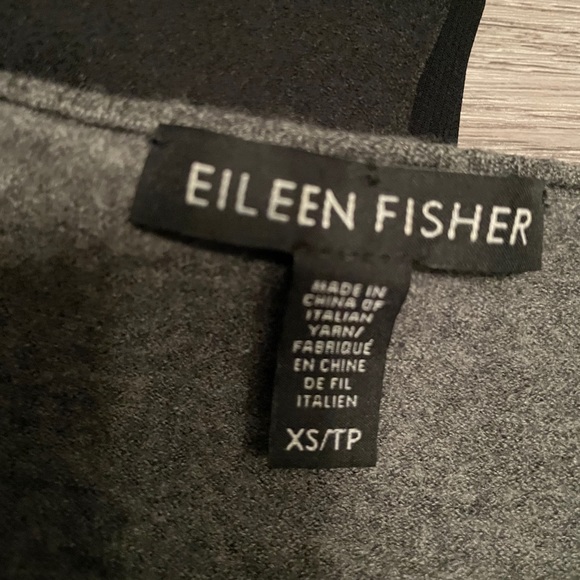 EILEEN FISHER
MADE IN
CHINA OF
ITALIAN
YARN/
FABRIQUÉ
EN CHINE
DE FIL
ITALIEN
XS/TP